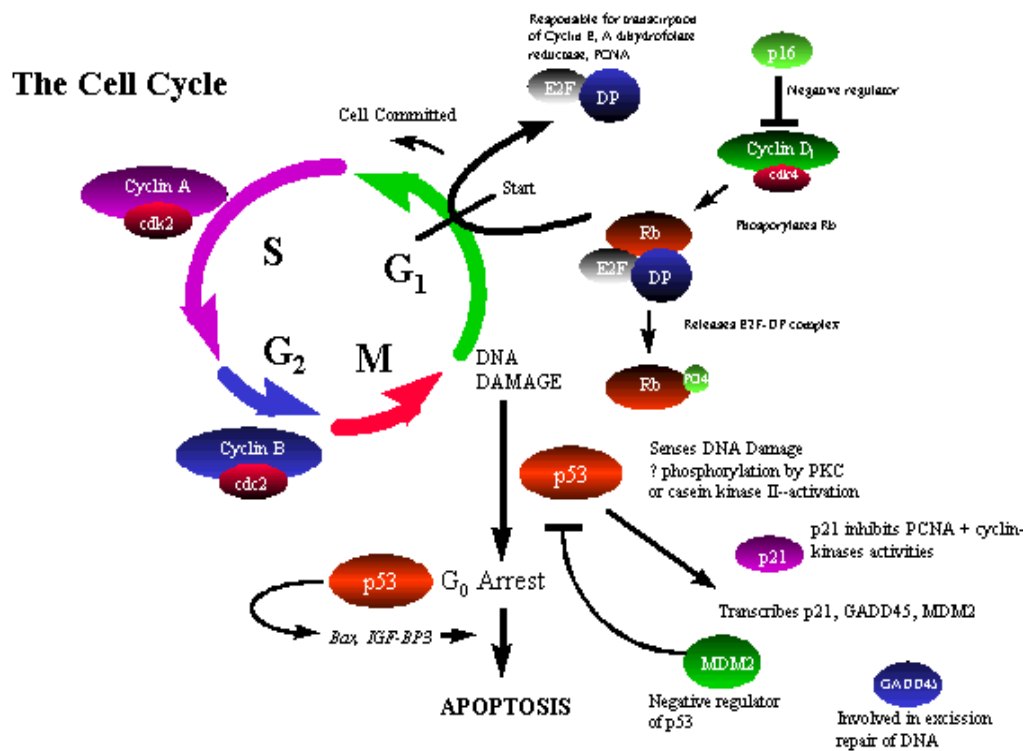 The Cell Cycle
Responsible for transcirption
of Cyclin E, A dihydrofolate
reductase, PCNA
E2F
DP
p16
Negative regulator
Cyclin D1
cdk4
Phosporylates Rb
Cell Committed
Start
Cyclin A
cdk2
S
G1
G2
M
Rb
E2F
DP
Releases E2F-DP complex
Rb
PO4
DNA
DAMAGE
Cyclin B
cdc2
p53
Senses DNA Damage
? phosphorylation by PKC
or casein kinase II--activation
p21
p21 inhibits PCNA + cyclin-
kinases activities
p53
G0 Arrest
Transcribes p21, GADD45, MDM2
Bax, IGF-BP3
MDM2
Negative regulator
of p53
GADD45
Involved in excission
repair of DNA
APOPTOSIS